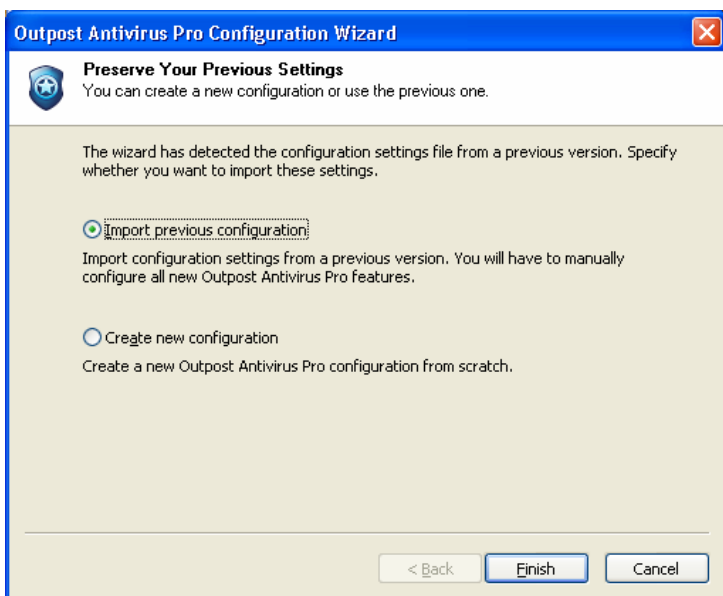 Outpost Antivirus Pro Configuration Wizard
Preserve Your Previous Settings
You can create a new configuration or use the previous one.
The wizard has detected the configuration settings file from a previous version. Specify
whether you want to import these settings.
Import previous configuration
Import configuration settings from a previous version. You will have to manually
configure all new Outpost Antivirus Pro features.
Create new configuration
Create a new Outpost Antivirus Pro configuration from scratch.
< Back Finish Cancel